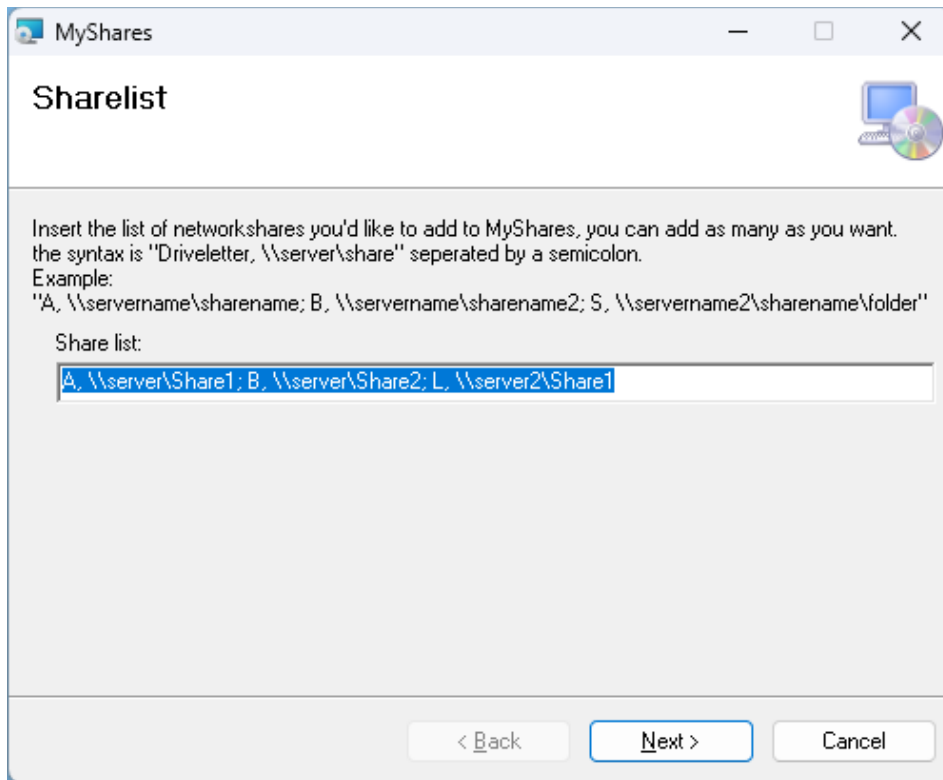 MyShares
Sharelist
Insert the list of networkshares you'd like to add to MyShares, you can add as many as you want.
the syntax is "Driveletter, \\server\share" seperated by a semicolon.
Example:
"A, \\servername\sharename; B, \\servername\sharename2; S, \\servername2\sharename\folder"
Share list:
A, \\server\Share1; B, \\server\Share2; L, \\server2\Share1
< Back
Next >
Cancel